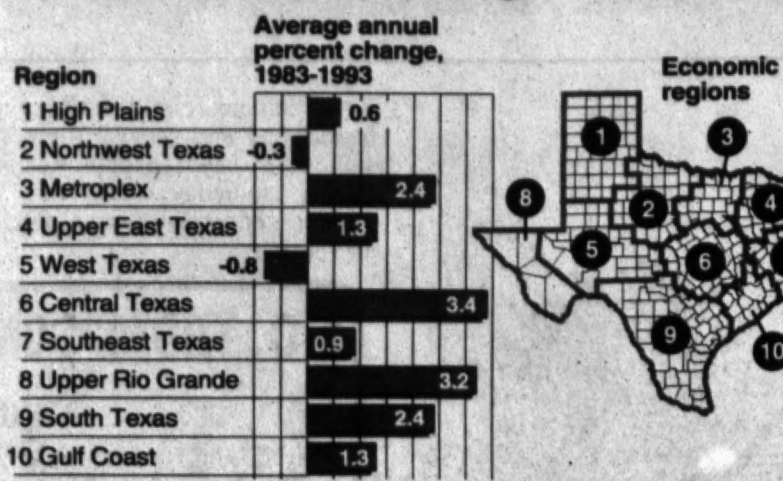 Average annual
percent change,
1983-1993
Region
1 High Plains 0.6
2 Northwest Texas -0.3
3 Metroplex 2.4
4 Upper East Texas 1.3
5 West Texas -0.8
6 Central Texas 3.4
7 Southeast Texas 0.9
8 Upper Rio Grande 3.2
9 South Texas 2.4
10 Gulf Coast 1.3
Economic
regions
1
3
8
2
4
5
6
9
10